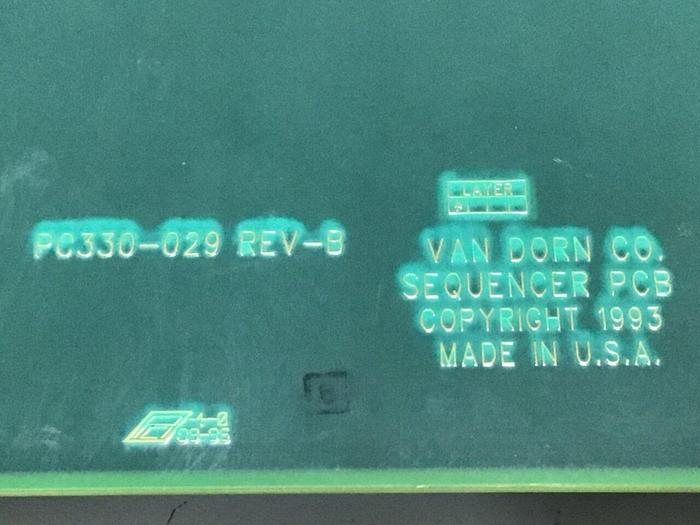 LAYER
PC330-029 REV-B
VAN DORN CO.
SEQUENCER PCB
COPYRIGHT 1993
MADE IN U.S.A.